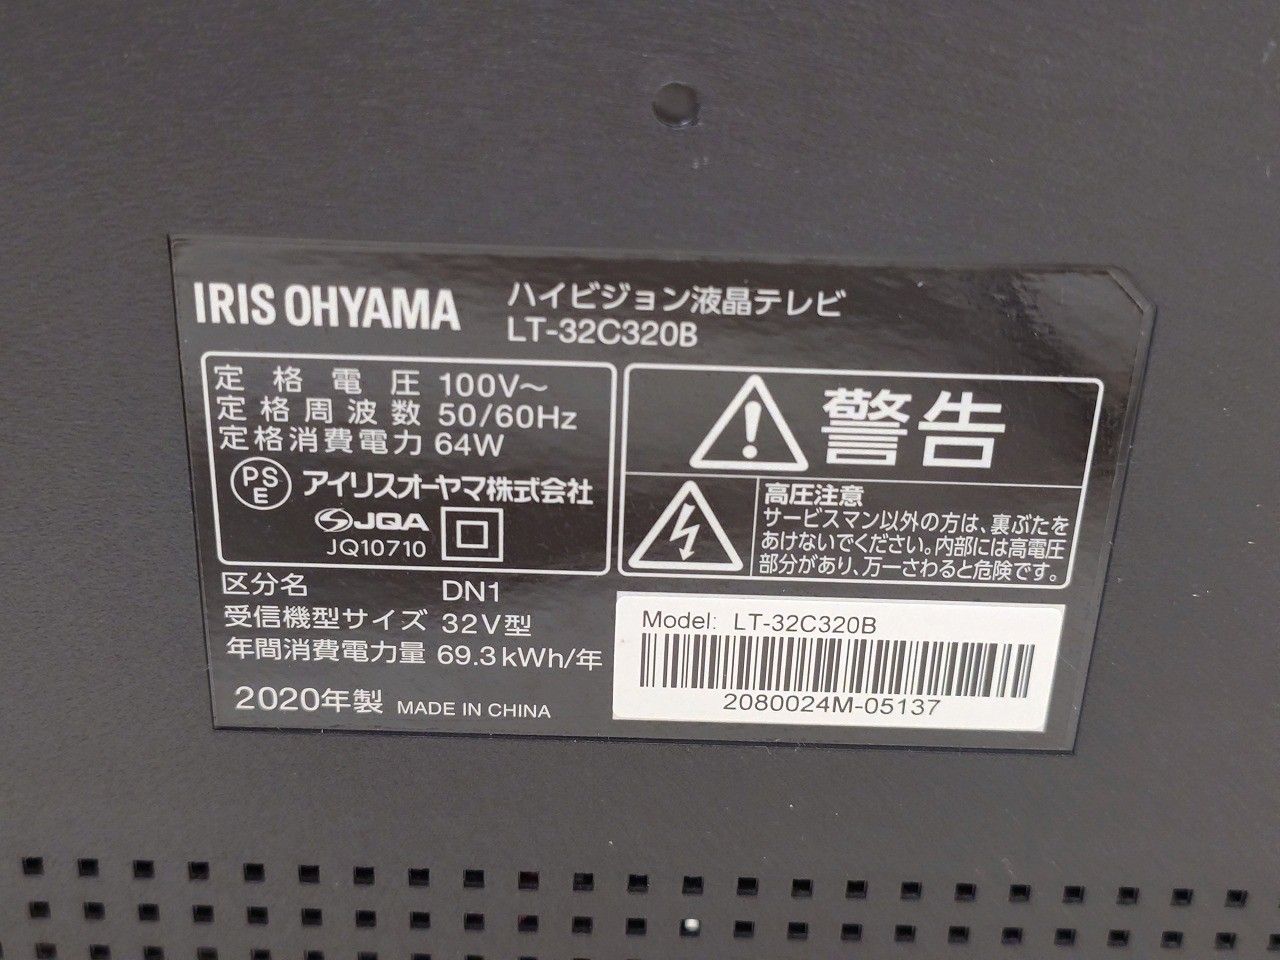 IRIS OHYAMA
ハイビジョン液晶テレビ
LT-32C320B
定格電圧 100V～
定格周波数 50/60Hz
定格消費電力 64W
PS
E
アイリスオーヤマ株式会社
JQA
JQ10710
警告
高圧注意
サービスマン以外の方は、裏ぶたを
あけないでください。内部には高電圧
部分があり、万一さわると危険です。
区分名 DN1
受信機型サイズ 32V型
年間消費電力量 69.3kWh/年
2020年製 MADE IN CHINA
Model: LT-32C320B
2080024M-05137